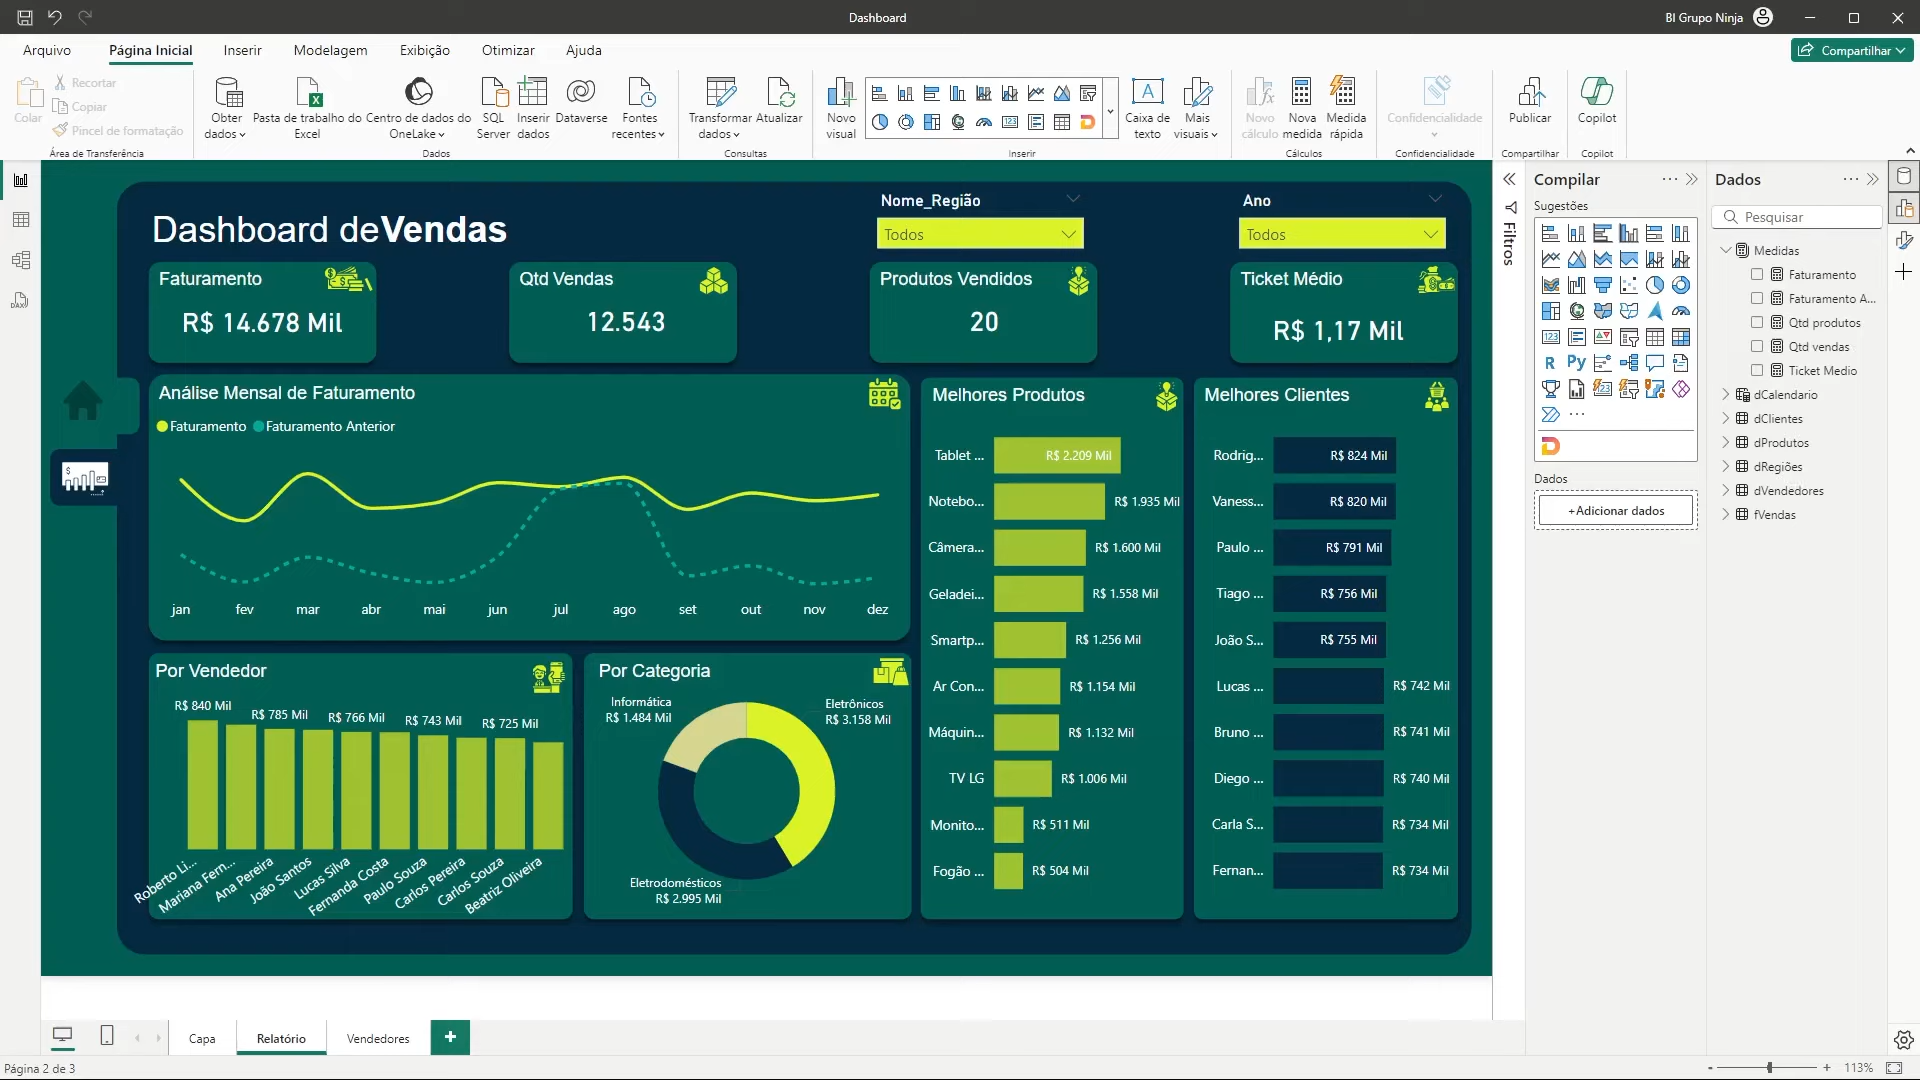 Dashboard
BI Grupo Ninja
Arquivo
Página Inicial
Inserir
Modelagem
Exibição
Otimizar
Ajuda
Compartilhar
Colar
Recortar
Copiar
Pincel de formatação
Área de Transferência
Obter dados
Pasta de trabalho do Excel
Centro de dados do OneLake
SQL Server
Inserir dados
Dataverse
Fontes recentes
Dados
Transformar dados
Atualizar
Consultas
Novo visual
Caixa de texto
Mais visuais
Inserir
Novo cálculo
Nova medida
Medida rápida
Cálculos
Confidencialidade
Confidencialidade
Publicar
Compartilhar
Copilot
Copilot
Dashboard deVendas
Nome_Região
Todos
Ano
Todos
Faturamento
R$ 14.678 Mil
Qtd Vendas
12.543
Produtos Vendidos
20
Ticket Médio
R$ 1,17 Mil
Análise Mensal de Faturamento
Faturamento
Faturamento Anterior
jan
fev
mar
abr
mai
jun
jul
ago
set
out
nov
dez
Melhores Produtos
Tablet ...
R$ 2.209 Mil
Notebo...
R$ 1.935 Mil
Câmera...
R$ 1.600 Mil
Geladei...
R$ 1.558 Mil
Smartp...
R$ 1.256 Mil
Ar Con...
R$ 1.154 Mil
Máquin...
R$ 1.132 Mil
TV LG
R$ 1.006 Mil
Monito...
R$ 511 Mil
Fogão ...
R$ 504 Mil
Melhores Clientes
Rodrig...
R$ 824 Mil
Vaness...
R$ 820 Mil
Paulo ...
R$ 791 Mil
Tiago ...
R$ 756 Mil
João S...
R$ 755 Mil
Lucas ...
R$ 742 Mil
Bruno ...
R$ 741 Mil
Diego ...
R$ 740 Mil
Carla S...
R$ 734 Mil
Fernan...
R$ 734 Mil
Por Vendedor
R$ 840 Mil
R$ 785 Mil
R$ 766 Mil
R$ 743 Mil
R$ 725 Mil
Roberto Li...
Mariana Fern...
Ana Pereira
João Santos
Lucas Silva
Fernanda Costa
Paulo Souza
Carlos Pereira
Carlos Souza
Beatriz Oliveira
Por Categoria
Informática
R$ 1.484 Mil
Eletrônicos
R$ 3.158 Mil
Eletrodomésticos
R$ 2.995 Mil
Filtros
Compilar
Sugestões
123
R
Py
Dados
+Adicionar dados
Dados
Pesquisar
Medidas
Faturamento
Faturamento A...
Qtd produtos
Qtd vendas
Ticket Medio
dCalendario
dClientes
dProdutos
dRegiões
dVendedores
fVendas
Capa
Relatório
Vendedores
+
Página 2 de 3
- + 113%